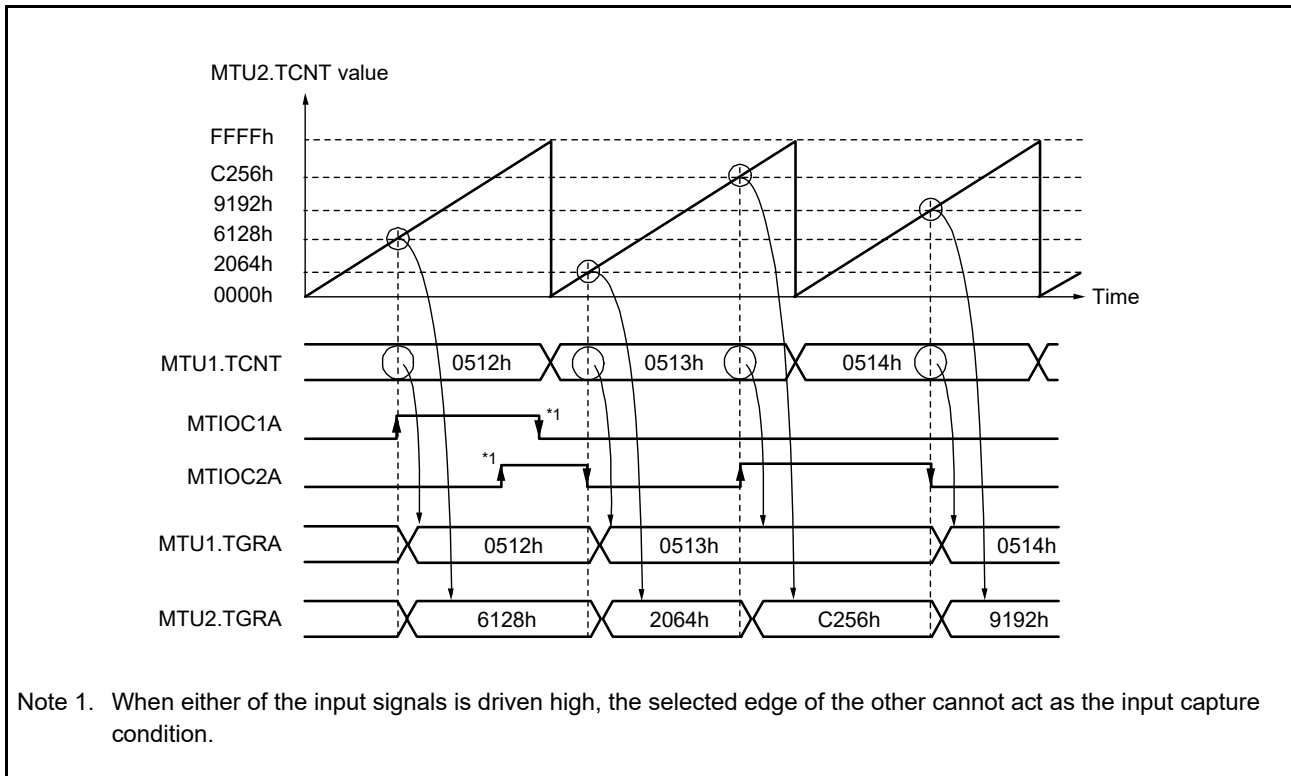 MTU2.TCNT value
FFFFh
C256h
9192h
6128h
2064h
0000h
Time
MTU1.TCNT 0512h 0513h 0514h
MTIOC1A *1
MTIOC2A *1
MTU1.TGRA 0512h 0513h 0514h
MTU2.TGRA 6128h 2064h C256h 9192h
Note 1. When either of the input signals is driven high, the selected edge of the other cannot act as the input capture
condition.